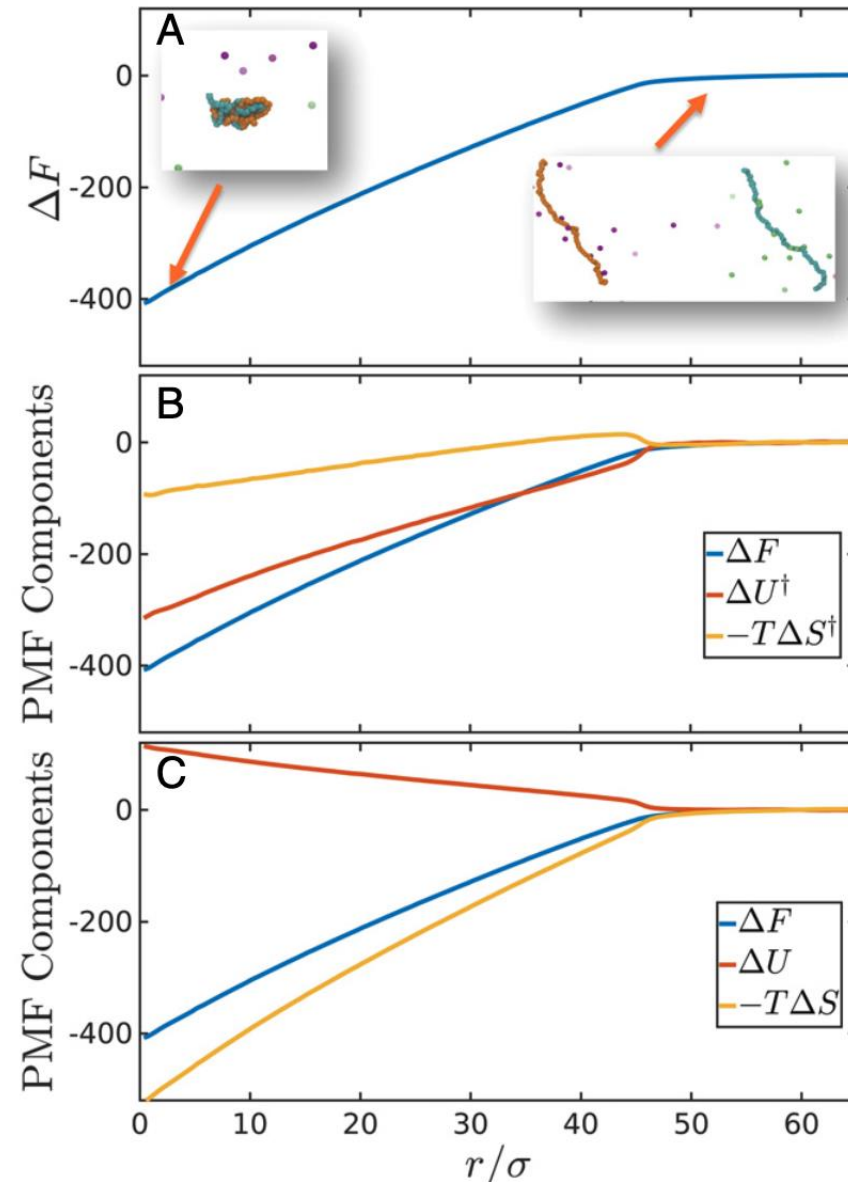 A
0
-200
-400
ΔF
B
0
-200
-400
PMF Components
ΔF
ΔU†
−TΔS†
C
0
-200
-400
PMF Components
ΔF
ΔU
−TΔS
0 10 20 30 40 50 60
r/σ